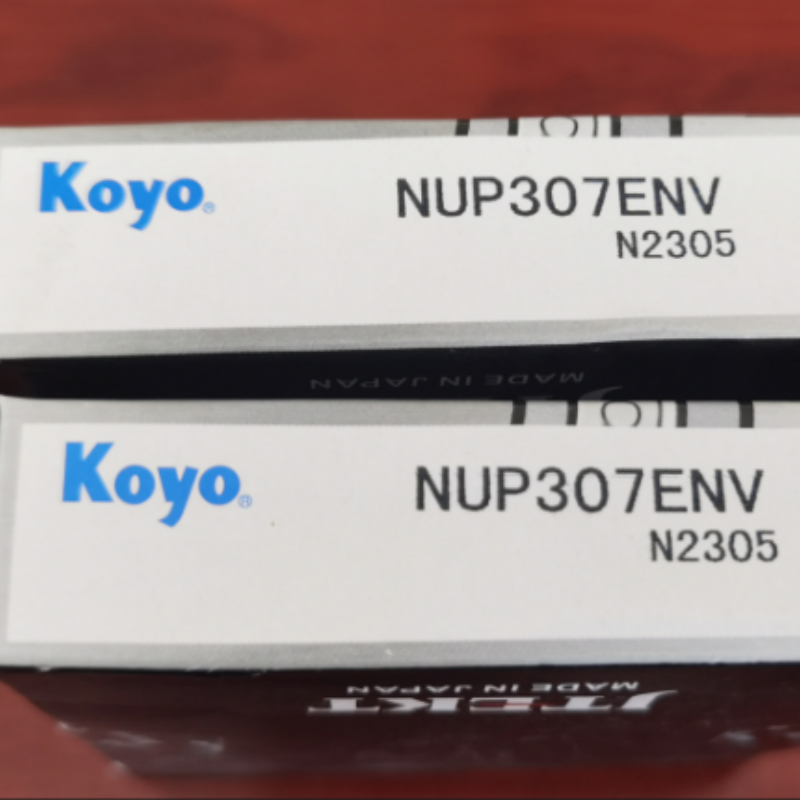 Koyo®
NUP307ENV
N2305
MADE IN JAPAN
Koyo®
NUP307ENV
N2305
MADE IN JAPAN
JTEKT